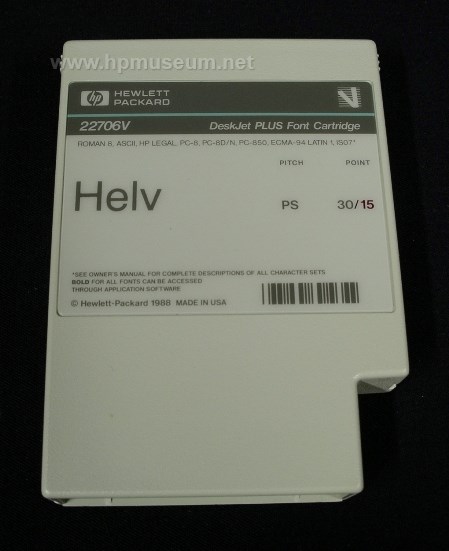 www.hpmuseum.net
hp HEWLETT
PACKARD
V
22706V DeskJet PLUS Font Cartridge
ROMAN 8, ASCII, HP LEGAL, PC-8, PC-8D/N, PC-850, ECMA-94 LATIN 1, ISO7*
PITCH POINT
Helv PS 30/15
*SEE OWNER'S MANUAL FOR COMPLETE DESCRIPTIONS OF ALL CHARACTER SETS
BOLD FOR ALL FONTS CAN BE ACCESSED
THROUGH APPLICATION SOFTWARE
© Hewlett-Packard 1988 MADE IN USA